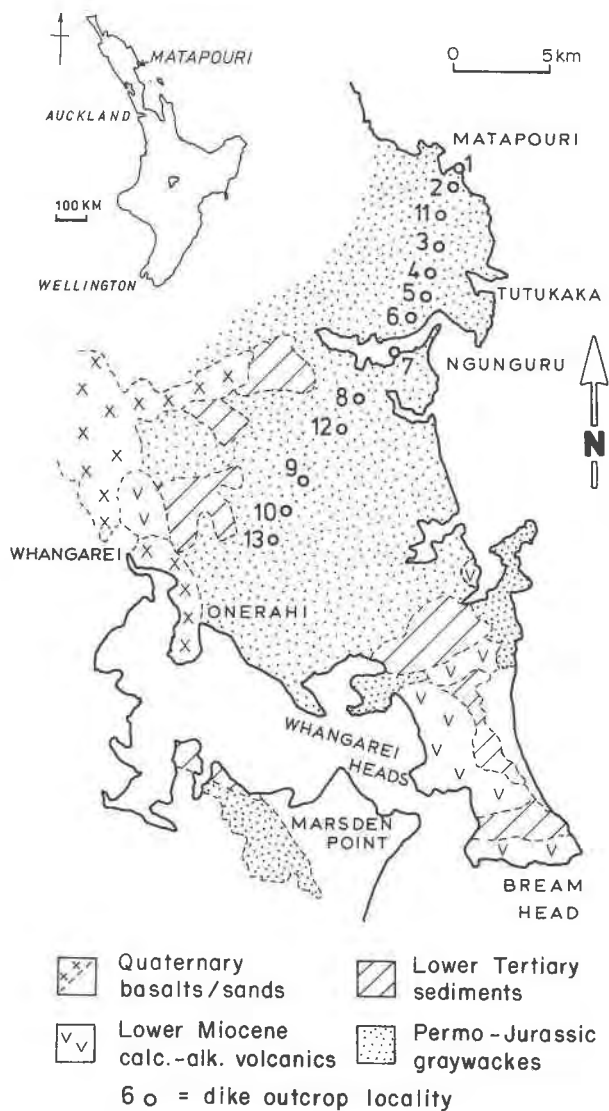 MATAPOURI
AUCKLAND
100 KM
WELLINGTON
0 5 km
MATAPOURI
1
2
11
3
4
5
TUTUKAKA
6
7
NGUNGURU
8
12
N
9
10
13
WHANGAREI
ONERAHI
WHANGAREI
HEADS
MARSDEN
POINT
BREAM
HEAD
Quaternary
basalts/sands
Lower Tertiary
sediments
Lower Miocene
calc.-alk. volcanics
Permo-Jurassic
graywackes
6 o = dike outcrop locality